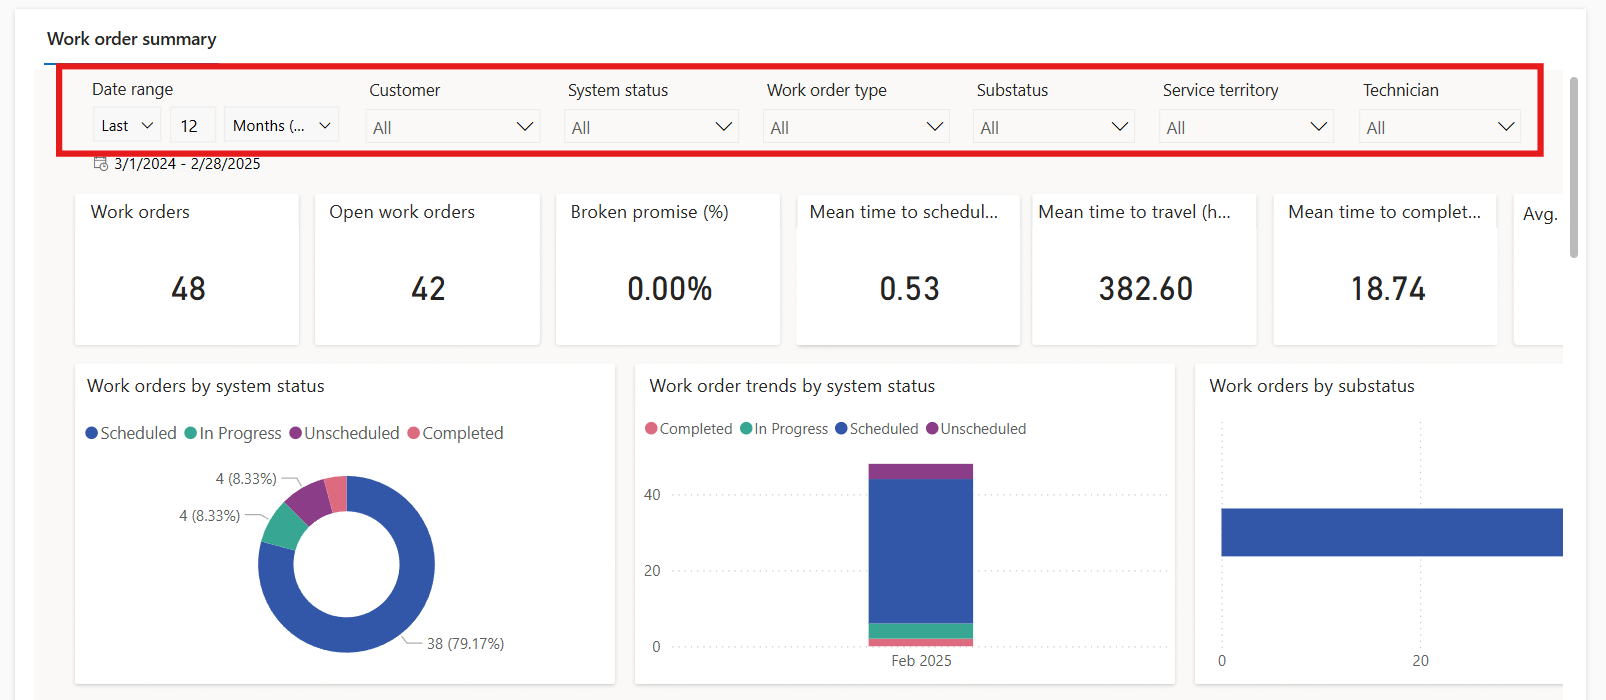 Work order summary
Date range
Customer
System status
Work order type
Substatus
Service territory
Technician
Last
12
Months (...
All
All
All
All
All
All
3/1/2024 - 2/28/2025
Work orders
Open work orders
Broken promise (%)
Mean time to schedul...
Mean time to travel (h...
Mean time to complet...
Avg.
48
42
0.00%
0.53
382.60
18.74
Work orders by system status
Scheduled In Progress Unscheduled Completed
4 (8.33%)
4 (8.33%)
38 (79.17%)
Work order trends by system status
Completed In Progress Scheduled Unscheduled
40
20
0
Feb 2025
Work orders by substatus
0
20